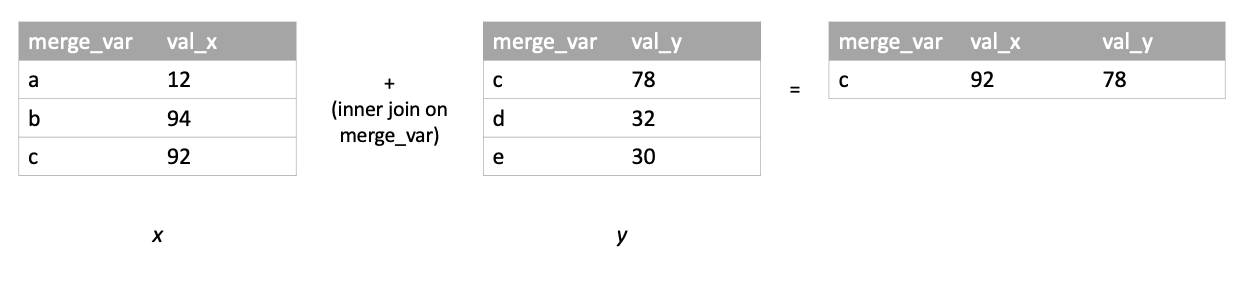 merge_var val_x
a 12
b 94
c 92
+
(inner join on
merge_var)
merge_var val_y
c 78
d 32
e 30
=
merge_var val_x val_y
c 92 78
x
y